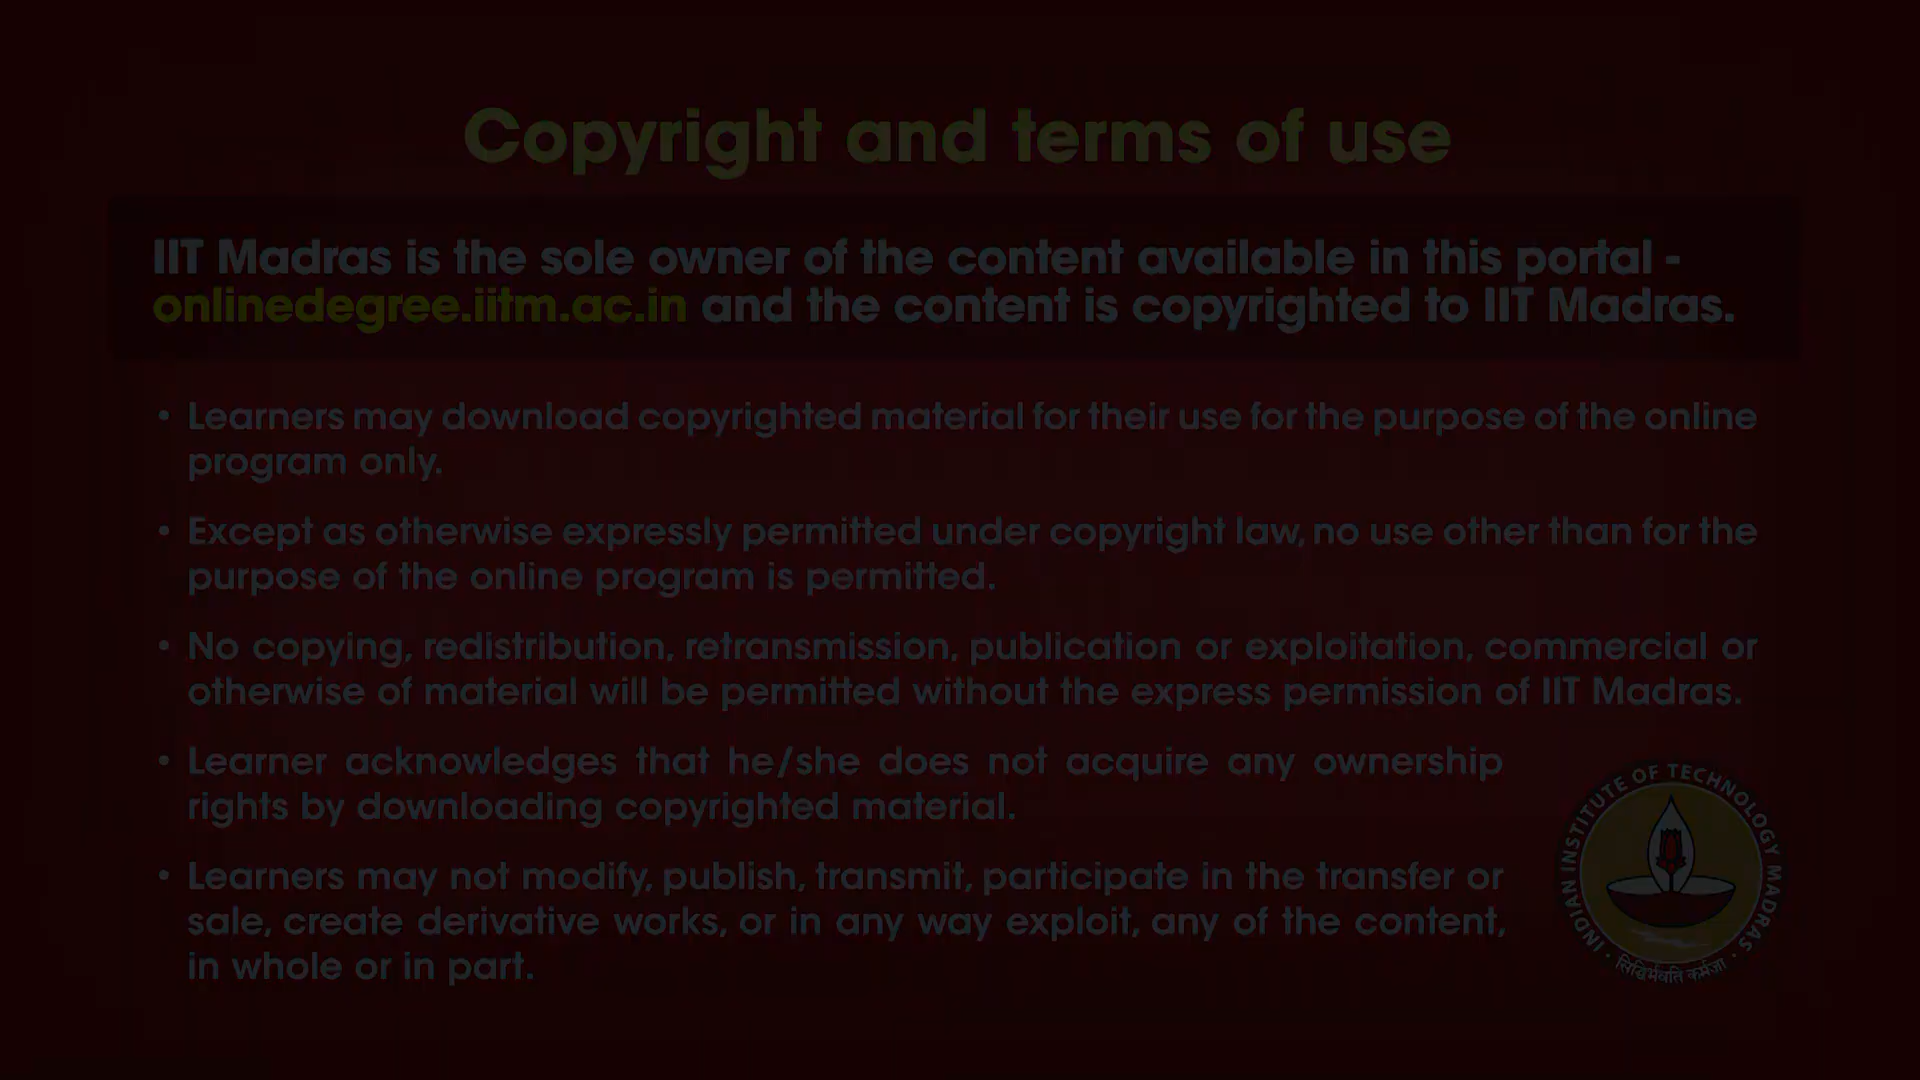 Copyright and terms of use
IIT Madras is the sole owner of the content available in this portal -
onlinedegree.iitm.ac.in and the content is copyrighted to IIT Madras.
• Learners may download copyrighted material for their use for the purpose of the online
program only.
• Except as otherwise expressly permitted under copyright law, no use other than for the
purpose of the online program is permitted.
• No copying, redistribution, retransmission, publication or exploitation, commercial or
otherwise of material will be permitted without the express permission of IIT Madras.
• Learner acknowledges that he/she does not acquire any ownership
rights by downloading copyrighted material.
• Learners may not modify, publish, transmit, participate in the transfer or
sale, create derivative works, or in any way exploit, any of the content,
in whole or in part.
INDIAN INSTITUTE OF TECHNOLOGY MADRAS
सिद्धिर्भवति कर्मजा